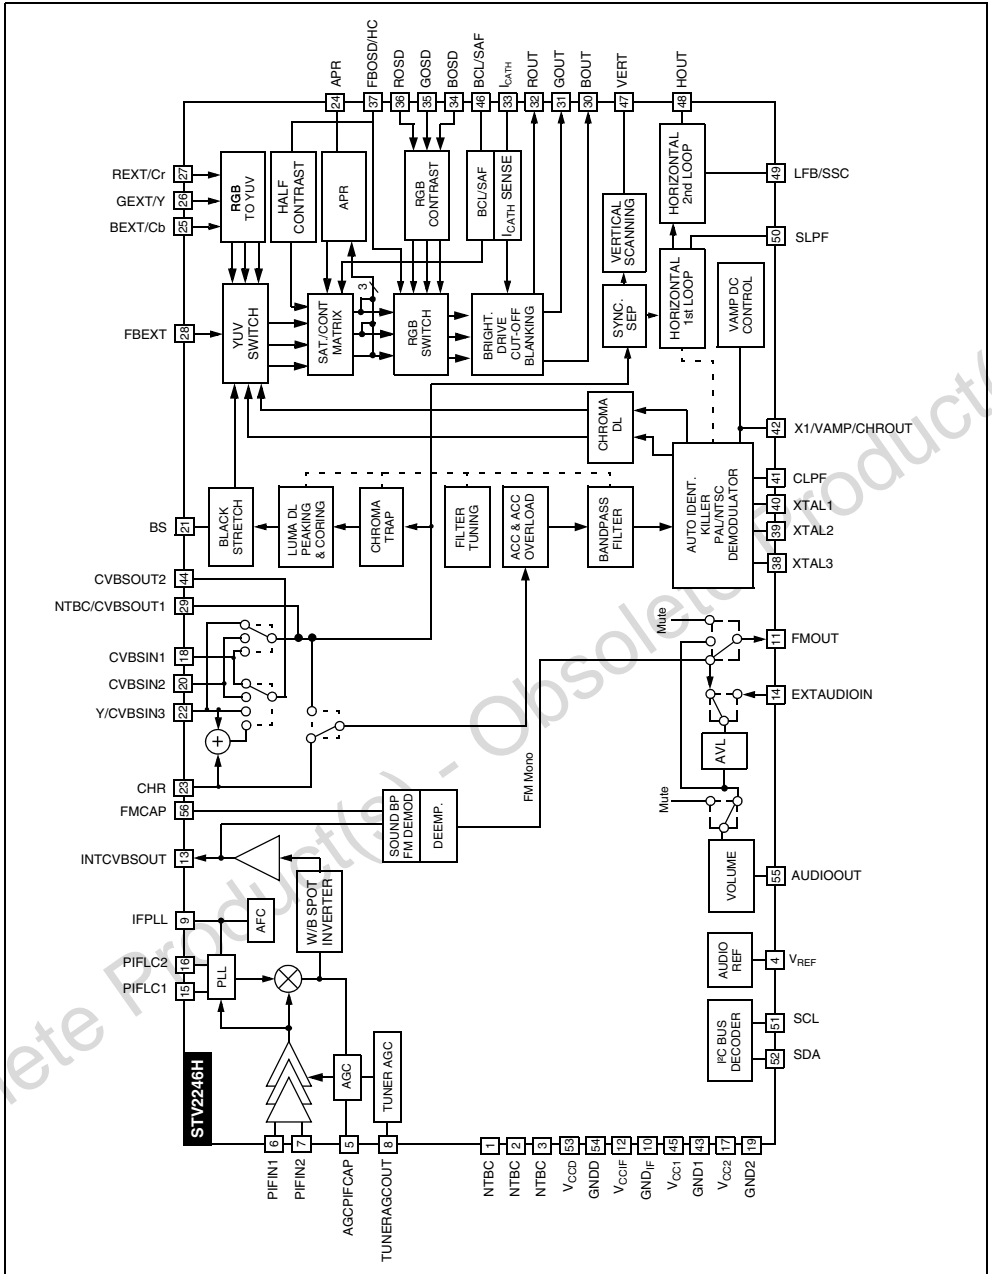 APR
FBOSD/HC
ROSD
GOSD
BOSD
BCL/SAF
ICATH
ROUT
GOUT
BOUT
VERT
HOUT
24
37
36
35
34
46
33
32
31
30
47
48
REXT/Cr
27
GEXT/Y
26
BEXT/Cb
25
RGB
TO YUV
HALF
CONTRAST
APR
RGB
CONTRAST
BCL/SAF
ICATH SENSE
VERTICAL
SCANNING
HORIZONTAL
2nd LOOP
49
LFB/SSC
50
SLPF
FBEXT
28
YUV
SWITCH
SAT./CONT
MATRIX
3
RGB
SWITCH
BRIGHT.
DRIVE
CUT-OFF
BLANKING
SYNC.
SEP
HORIZONTAL
1st LOOP
VAMP DC
CONTROL
CHROMA
DL
42
X1/VAMP/CHROUT
BS
21
BLACK
STRETCH
LUMA DL
PEAKING
& CORING
CHROMA
TRAP
FILTER
TUNING
ACC & ACC
OVERLOAD
BANDPASS
FILTER
AUTO IDENT.
KILLER
PAL/NTSC
DEMODULATOR
41
CLPF
40
XTAL1
39
XTAL2
38
XTAL3
CVBSOUT2
44
NTBC/CVBSOUT1
29
CVBSIN1
18
CVBSIN2
20
Y/CVBSIN3
22
+
CHR
23
Mute
11
FMOUT
14
EXTAUDIOIN
AVL
FM Mono
Mute
FMCAP
56
SOUND BP
FM DEMOD
DEEMP.
INTCVBSOUT
13
W/B SPOT
INVERTER
VOLUME
55
AUDIOOUT
IFPLL
9
AFC
PIFLC2
16
PIFLC1
15
PLL
AUDIO
REF
4
VREF
STV2246H
AGC
TUNER AGC
I²C BUS
DECODER
51
SCL
52
SDA
6
7
5
8
1
2
3
53
54
12
10
45
43
17
19
PIFIN1
PIFIN2
AGCPIFCAP
TUNERAGCOUT
NTBC
NTBC
NTBC
VCCD
GNDD
VCCIF
GNDIF
VCC1
GND1
VCC2
GND2
lete Product(s) - Obsolete Product(